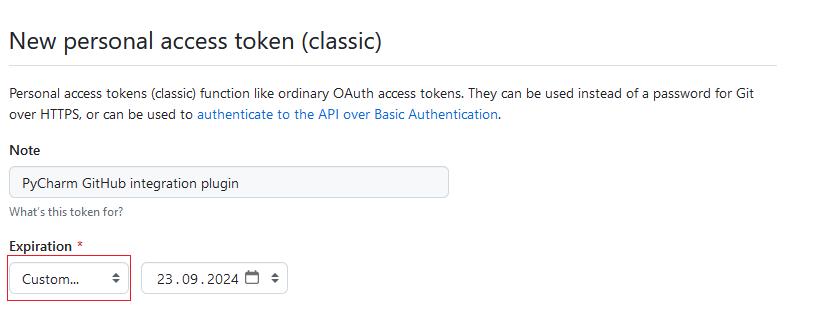 New personal access token (classic)
Personal access tokens (classic) function like ordinary OAuth access tokens. They can be used instead of a password for Git
over HTTPS, or can be used to authenticate to the API over Basic Authentication.
Note
PyCharm GitHub integration plugin
What's this token for?
Expiration *
Custom... 23.09.2024